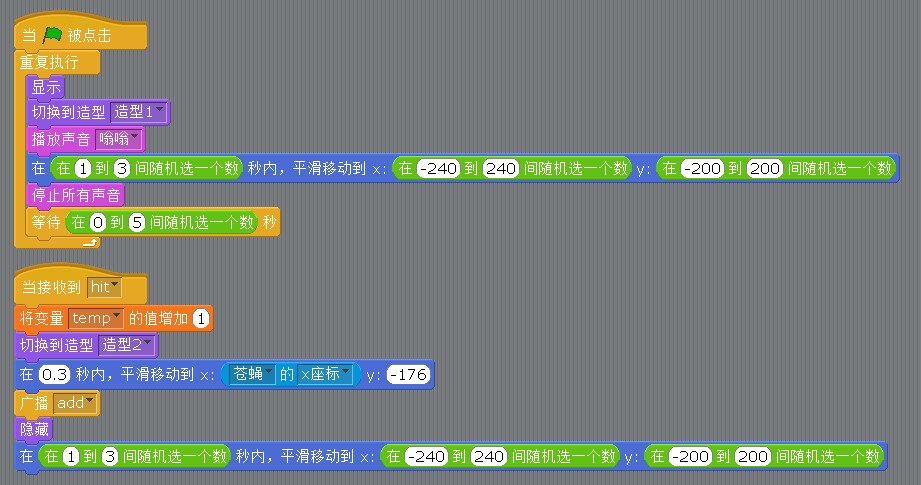 当 被点击
重复执行
显示
切换到造型 造型1
播放声音 嗡嗡
在 在 1 到 3 间随机选一个数 秒内，平滑移动到 x: 在 -240 到 240 间随机选一个数 y: 在 -200 到 200 间随机选一个数
停止所有声音
等待 在 0 到 5 间随机选一个数 秒
当接收到 hit
将变量 temp 的值增加 1
切换到造型 造型2
在 0.3 秒内，平滑移动到 x: 苍蝇 的 x座标 y: -176
广播 add
隐藏
在 在 1 到 3 间随机选一个数 秒内，平滑移动到 x: 在 -240 到 240 间随机选一个数 y: 在 -200 到 200 间随机选一个数